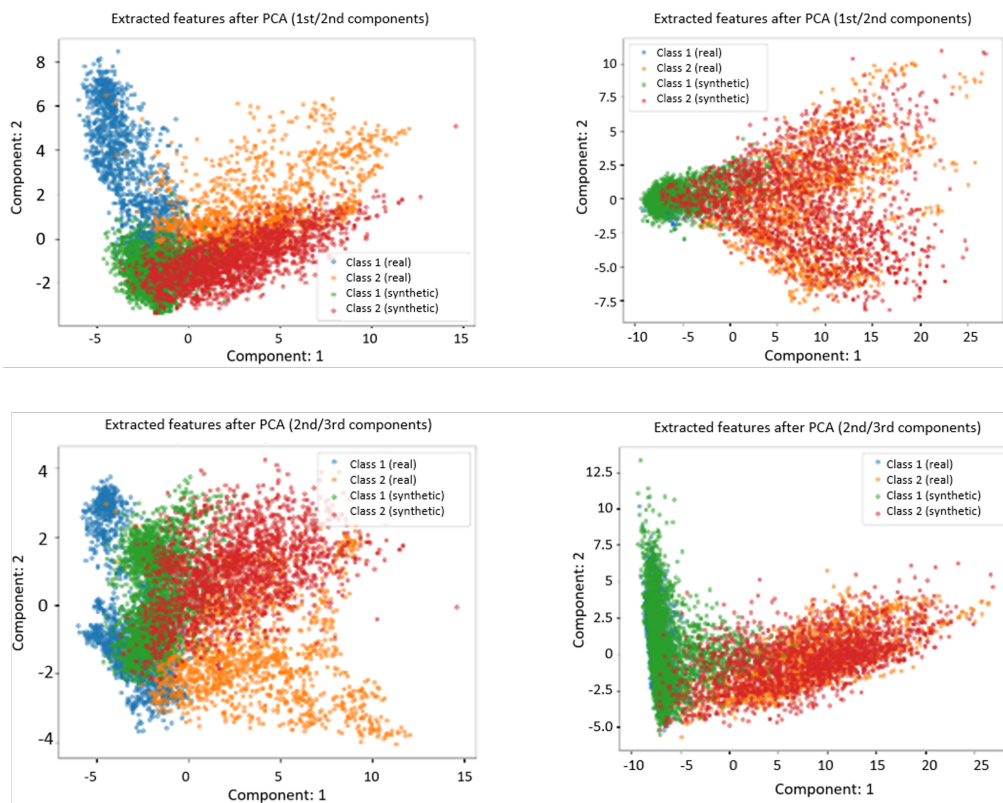 Extracted features after PCA (1st/2nd components)
8
6
4
2
0
-2
-5
0
5
10
15
Component: 2
Component: 1
Class 1 (real)
Class 2 (real)
Class 1 (synthetic)
Class 2 (synthetic)
Extracted features after PCA (1st/2nd components)
10
7.5
5
2.5
0
-2.5
-5.0
-7.5
-10
-5
0
5
10
15
20
25
Component: 2
Component: 1
Class 1 (real)
Class 2 (real)
Class 1 (synthetic)
Class 2 (synthetic)
Extracted features after PCA (2nd/3rd components)
4
2
0
-2
-4
-5
0
5
10
15
Component: 2
Component: 1
Class 1 (real)
Class 2 (real)
Class 1 (synthetic)
Class 2 (synthetic)
Extracted features after PCA (2nd/3rd components)
12.5
10
7.5
5
2.5
0
-2.5
-5.0
-10
-5
0
5
10
15
20
25
Component: 2
Component: 1
Class 1 (real)
Class 2 (real)
Class 1 (synthetic)
Class 2 (synthetic)